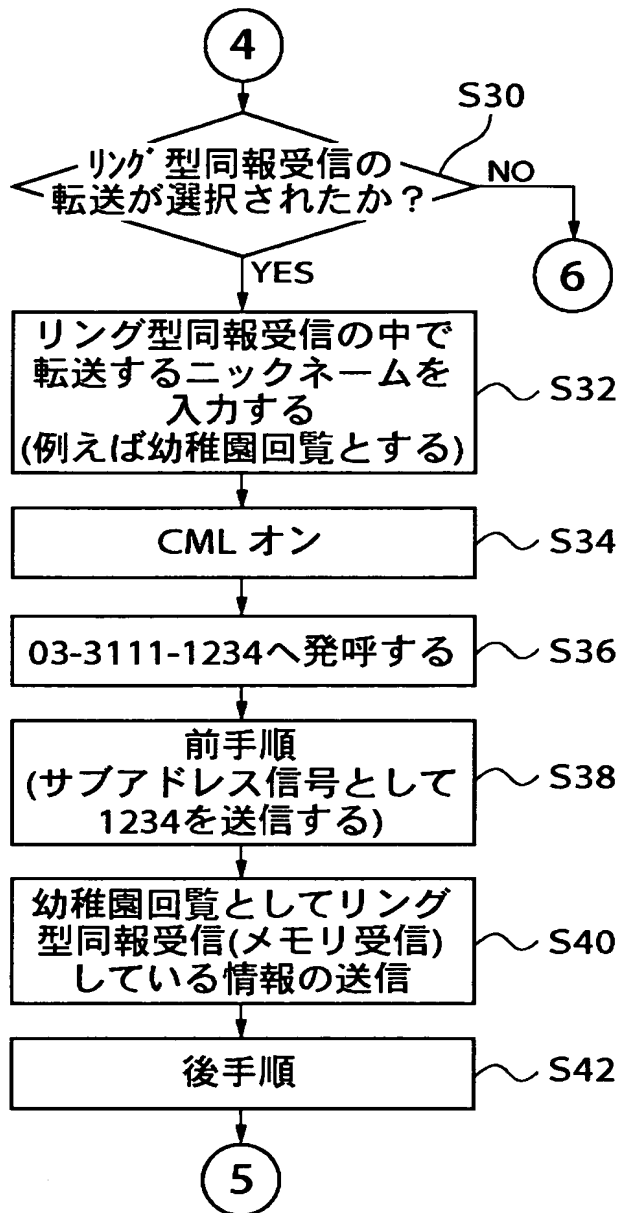 4
S30
リング型同報受信の
転送が選択されたか？
NO
6
YES
リング型同報受信の中で
転送するニックネームを
入力する
(例えば幼稚園回覧とする)
S32
CML オン
S34
03-3111-1234へ発呼する
S36
前手順
(サブアドレス信号として
1234を送信する)
S38
幼稚園回覧としてリング
型同報受信(メモリ受信)
している情報の送信
S40
後手順
S42
5